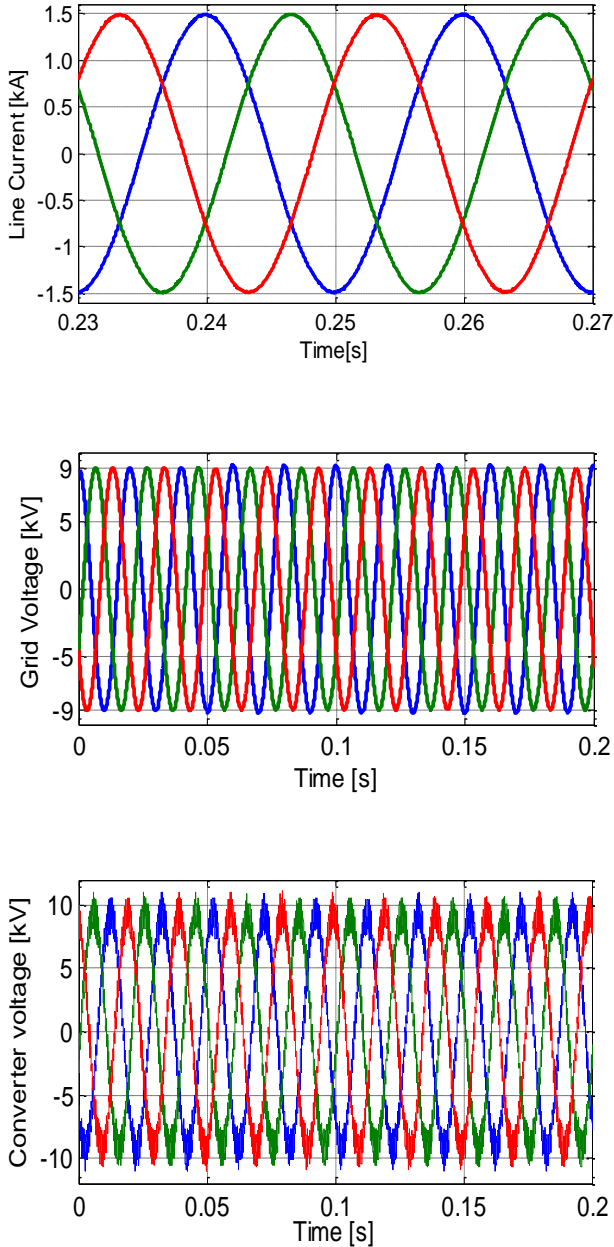 1.5
1.0
0.5
0
-0.5
-1
-1.5
Line Current [kA]
0.23 0.24 0.25 0.26 0.27
Time[s]
9
5
0
-5
-9
Grid Voltage [kV]
0 0.05 0.1 0.15 0.2
Time [s]
10
5
0
-5
-10
Converter voltage [kV]
0 0.05 0.1 0.15 0.2
Time [s]